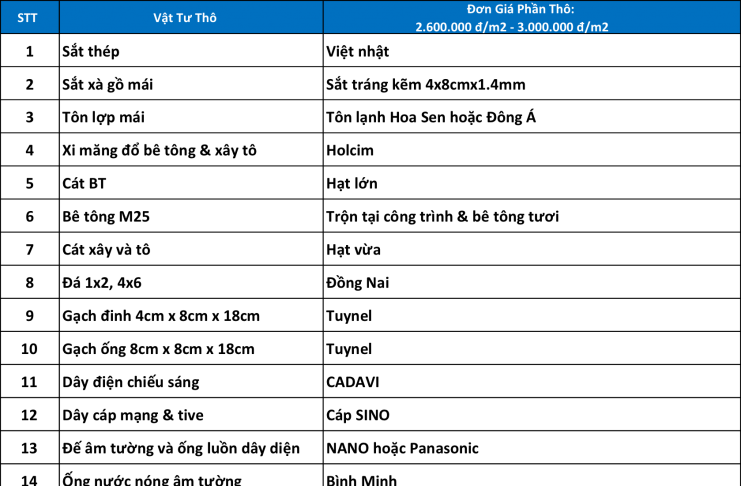 STT Vật Tư Thô Đơn Giá Phần Thô:
2.600.000 đ/m2 - 3.000.000 đ/m2
1 Sắt thép Việt nhật
2 Sắt xà gồ mái Sắt tráng kẽm 4x8cmx1.4mm
3 Tôn lợp mái Tôn lạnh Hoa Sen hoặc Đông Á
4 Xi măng đổ bê tông & xây tô Holcim
5 Cát BT Hạt lớn
6 Bê tông M25 Trộn tại công trình & bê tông tươi
7 Cát xây và tô Hạt vừa
8 Đá 1x2, 4x6 Đồng Nai
9 Gạch đinh 4cm x 8cm x 18cm Tuynel
10 Gạch ống 8cm x 8cm x 18cm Tuynel
11 Dây điện chiếu sáng CADAVI
12 Dây cáp mạng & tive Cáp SINO
13 Đế âm tường và ống luồn dây diện NANO hoặc Panasonic
14 Ống nước nóng âm tường Bình Minh